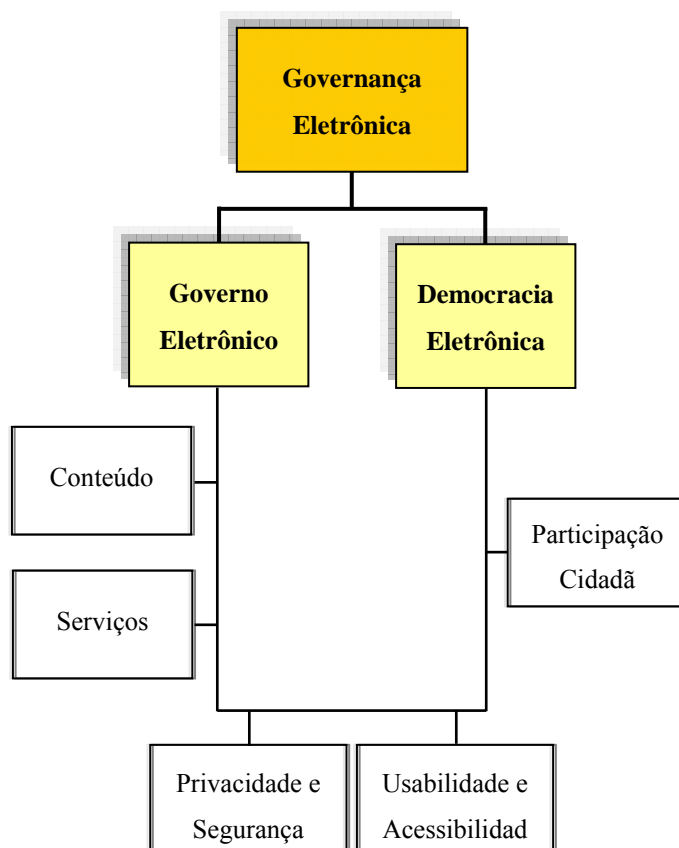 Governança
Eletrônica
Governo
Eletrônico
Democracia
Eletrônica
Conteúdo
Participação
Cidadã
Serviços
Privacidade e
Segurança
Usabilidade e
Acessibilidad